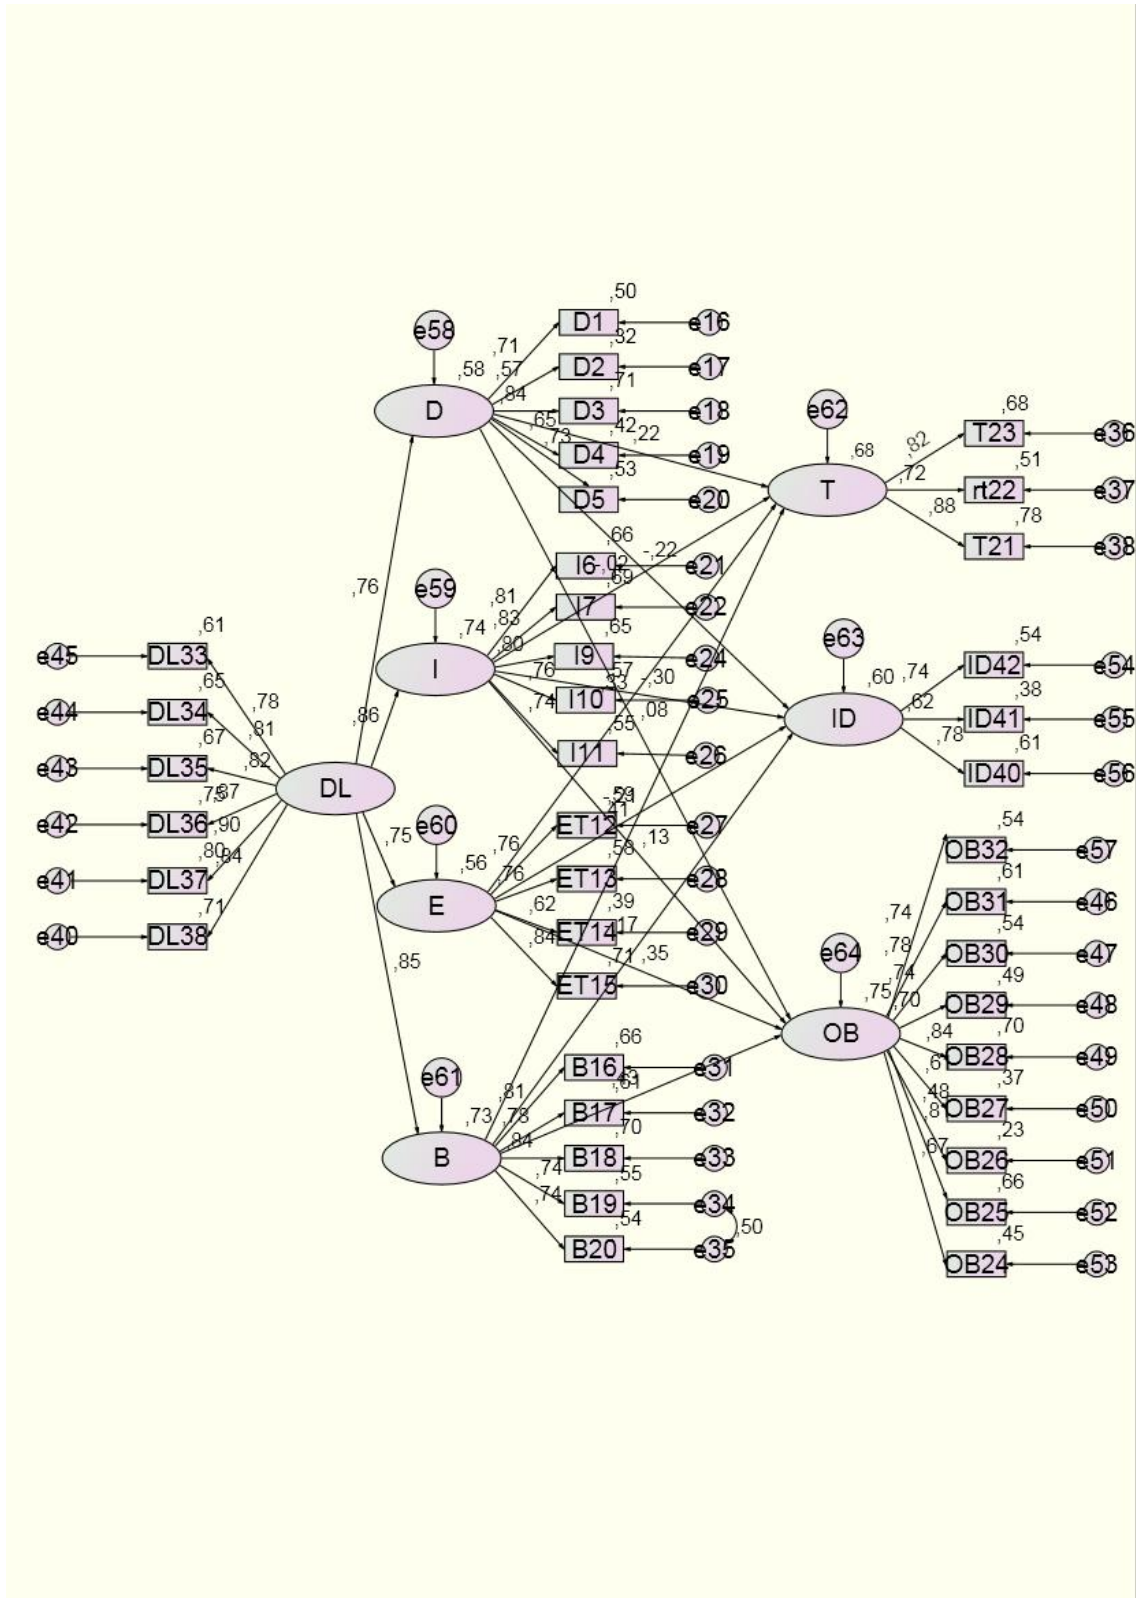 ,50
e58
D1
e16
,71
,32
,58
,57
D2
e17
,84
,71
D
D3
e18
e62
,68
,65
,42
,22
T23
e36
,73
D4
e19
,68
,82
,53
,72
,51
D5
e20
T
rt22
e37
,88
,78
,66
T21
e38
-,22
I6
-,02
e21
e59
,69
,76
,81
I7
e22
,83
,65
,74
,80
e63
,54
,61
I9
e24
,60
,74
ID42
e54
e45
DL33
I
,76
,57
-,30
,62
,38
,65
,74
,33
I10
e25
ID
ID41
e55
,78
,08
,78
,61
e44
DL34
,86
,55
I11
e26
ID40
e56
,81
,67
,82
e43
DL35
DL
,75
,87
e42
DL36
,75
e60
,76
ET12
e27
,13
,54
,90
,41
OB32
e57
,80
,84
,56
,76
,58
,61
e41
DL37
ET13
e28
OB31
e46
,71
E
,62
,39
,74
,54
e40
DL38
,84
ET14
,17
e29
,78
OB30
e47
,85
,71
,35
e64
,74
,49
ET15
e30
,75
,70
OB29
e48
OB
,84
,70
,66
OB28
e49
e61
B16
e31
,37
,81
,61
,48
OB27
e50
,73
,78
B17
e32
,23
,84
,70
,67
OB26
e51
B
B18
e33
,66
,74
,55
OB25
e52
,74
B19
e34
,45
,54
,50
B20
e35
OB24
e53